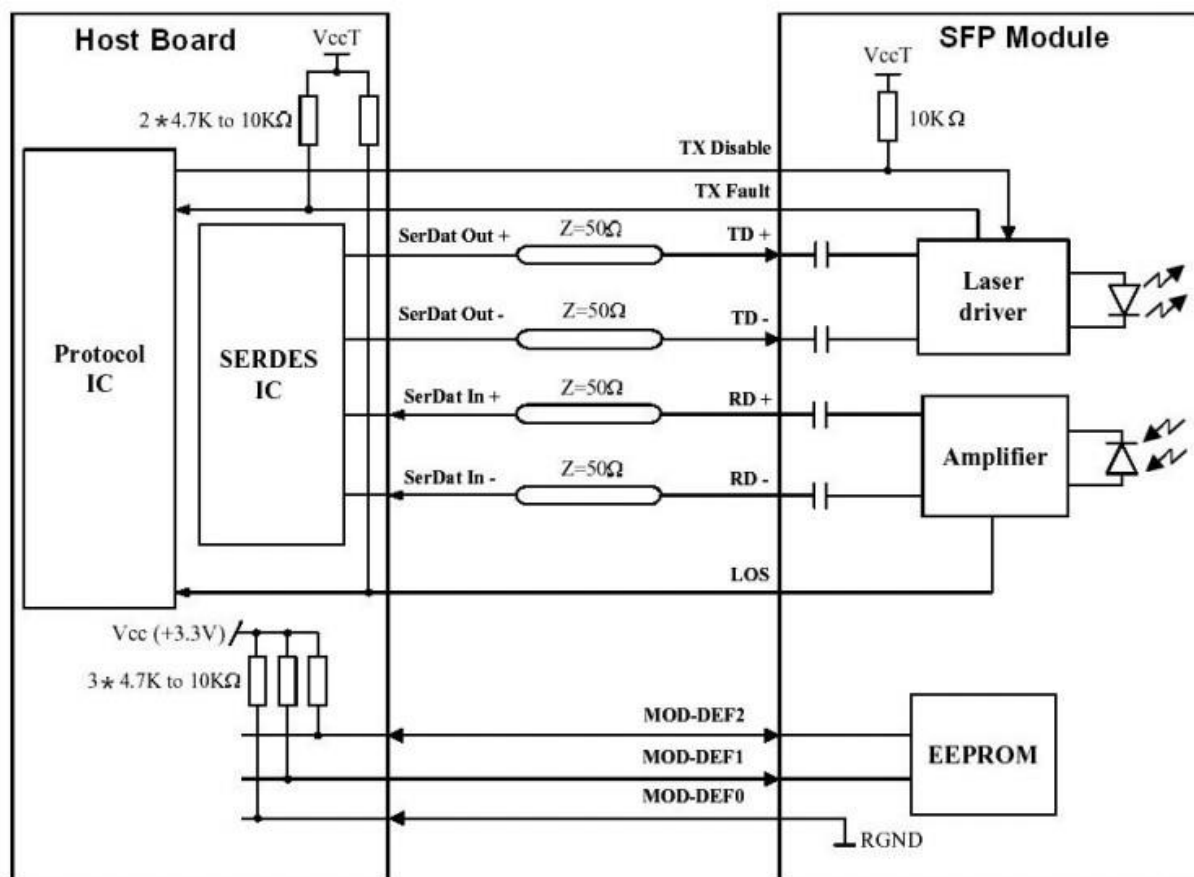 Host Board
SFP Module
VccT
VccT
2*4.7K to 10KΩ
10KΩ
TX Disable
TX Fault
SerDat Out +
Z=50Ω
TD +
Laser
driver
SerDat Out -
Z=50Ω
TD -
Protocol
IC
SERDES
IC
SerDat In +
Z=50Ω
RD +
Amplifier
SerDat In -
Z=50Ω
RD -
LOS
Vcc (+3.3V)
3*4.7K to 10KΩ
MOD-DEF2
MOD-DEF1
EEPROM
MOD-DEF0
RGND